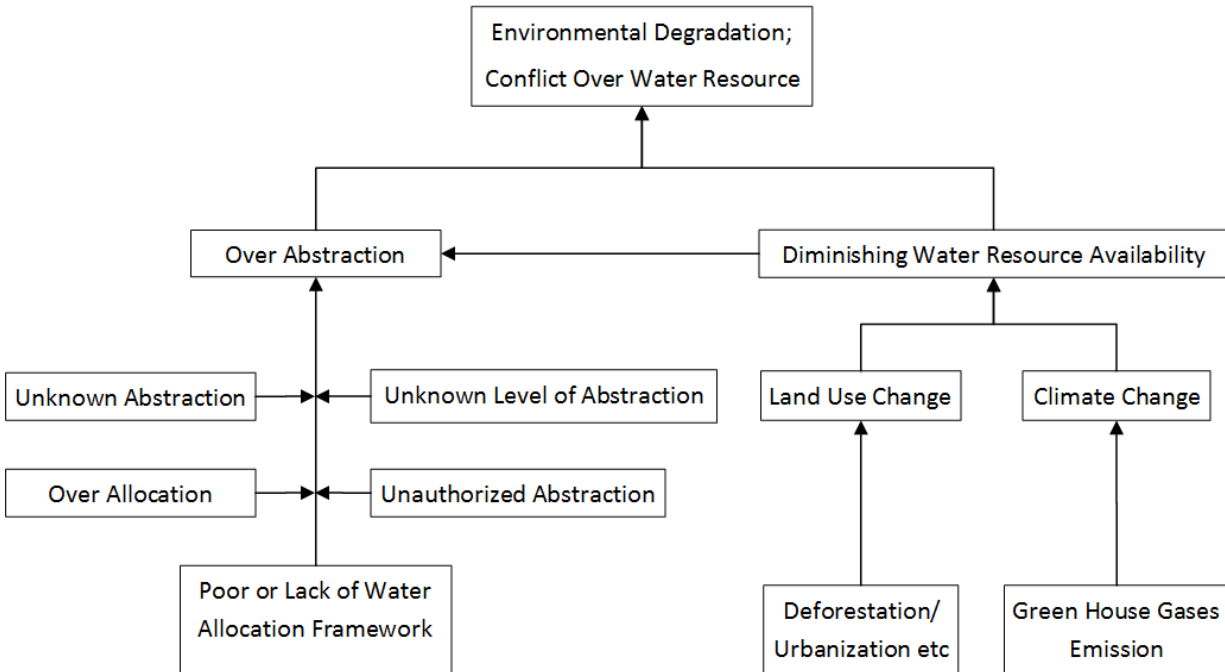 Environmental Degradation;
Conflict Over Water Resource
Over Abstraction
Diminishing Water Resource Availability
Unknown Abstraction
Unknown Level of Abstraction
Land Use Change
Climate Change
Over Allocation
Unauthorized Abstraction
Poor or Lack of Water
Allocation Framework
Deforestation/
Urbanization etc
Green House Gases
Emission